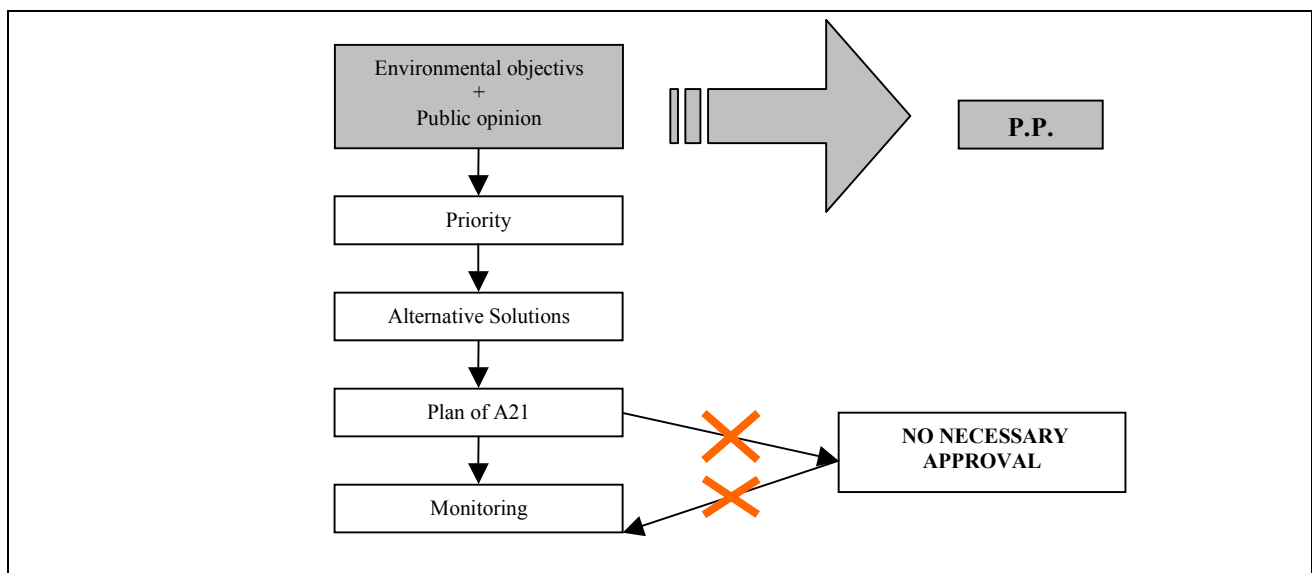 Environmental objectivs
+
Public opinion
P.P.
Priority
Alternative Solutions
Plan of A21
NO NECESSARY
APPROVAL
Monitoring